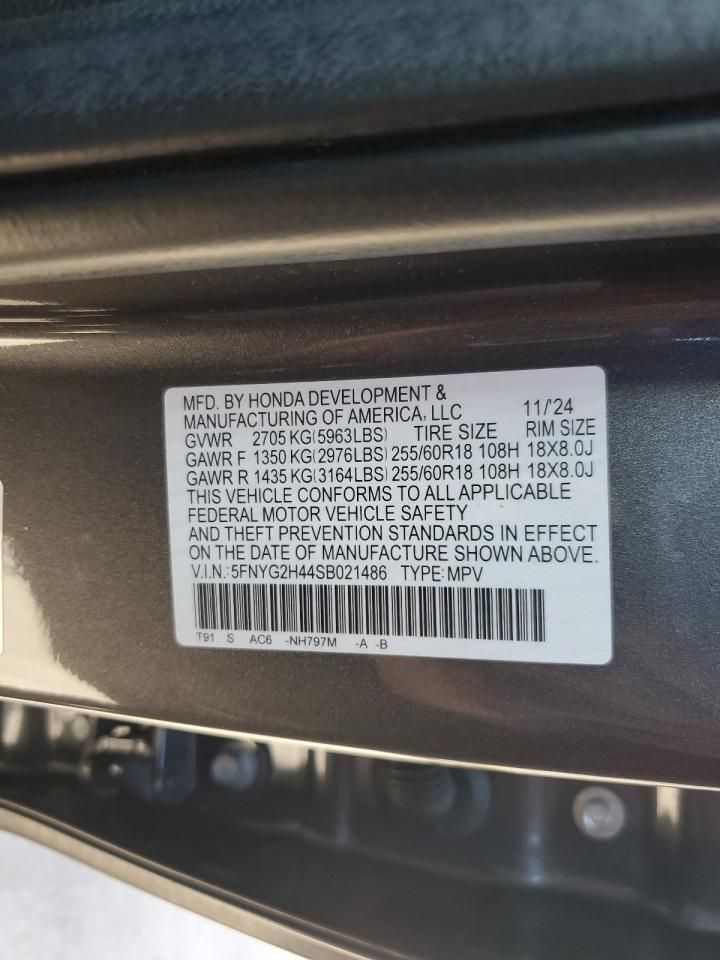 MFD. BY HONDA DEVELOPMENT &
MANUFACTURING OF AMERICA, LLC 11/'24
GVWR 2705 KG(5963LBS) TIRE SIZE RIM SIZE
GAWR F 1350 KG(2976LBS) 255/60R18 108H 18X8.0J
GAWR R 1435 KG(3164LBS) 255/60R18 108H 18X8.0J
THIS VEHICLE CONFORMS TO ALL APPLICABLE
FEDERAL MOTOR VEHICLE SAFETY
AND THEFT PREVENTION STANDARDS IN EFFECT
ON THE DATE OF MANUFACTURE SHOWN ABOVE.
V.I.N.:5FNYG2H44SB021486 TYPE:MPV
T91 S AC6 -NH797M -A -B